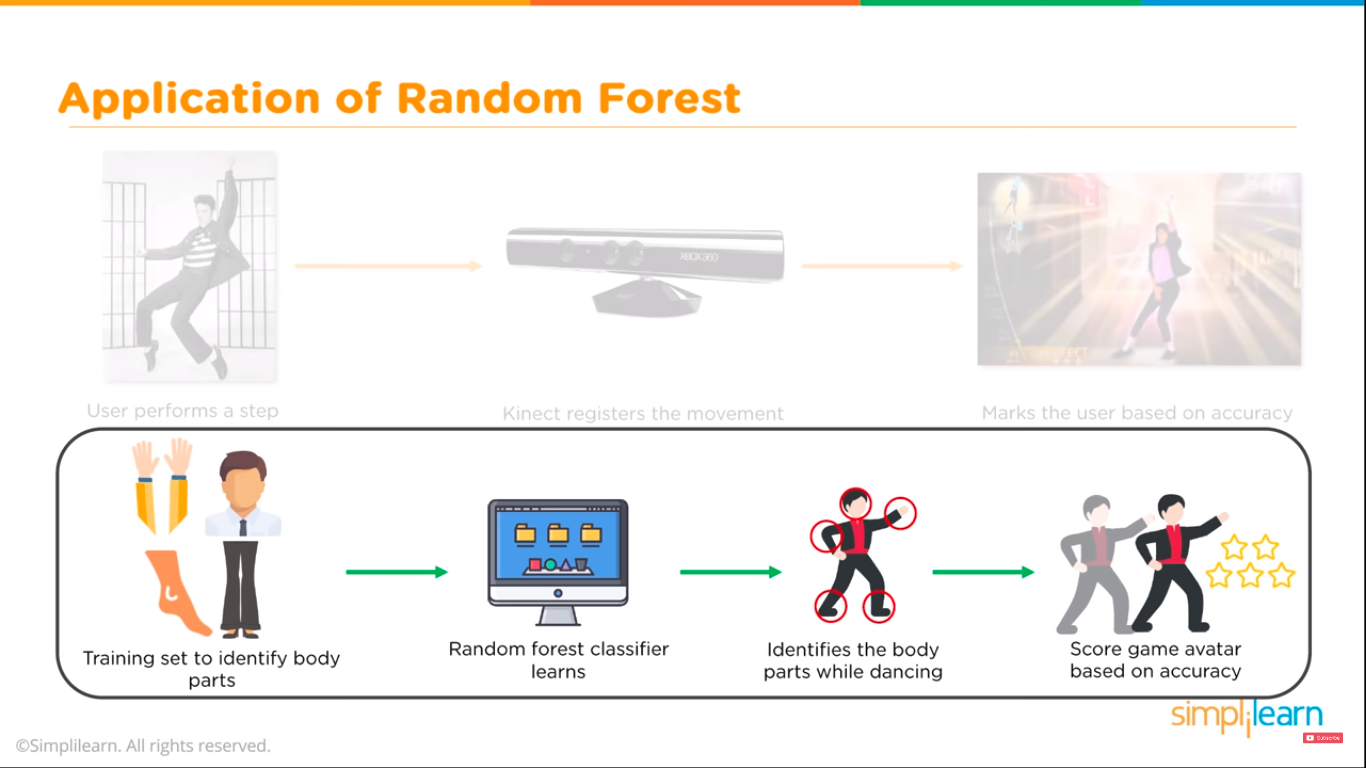 Application of Random Forest
XBOX 360
User performs a step
Kinect registers the movement
Marks the user based on accuracy
Training set to identify body
parts
Random forest classifier
learns
Identifies the body
parts while dancing
Score game avatar
based on accuracy
simplilearn
Subscribe
©Simplilearn. All rights reserved.